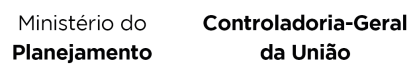 Ministério do
Planejamento
Controladoria-Geral
da União